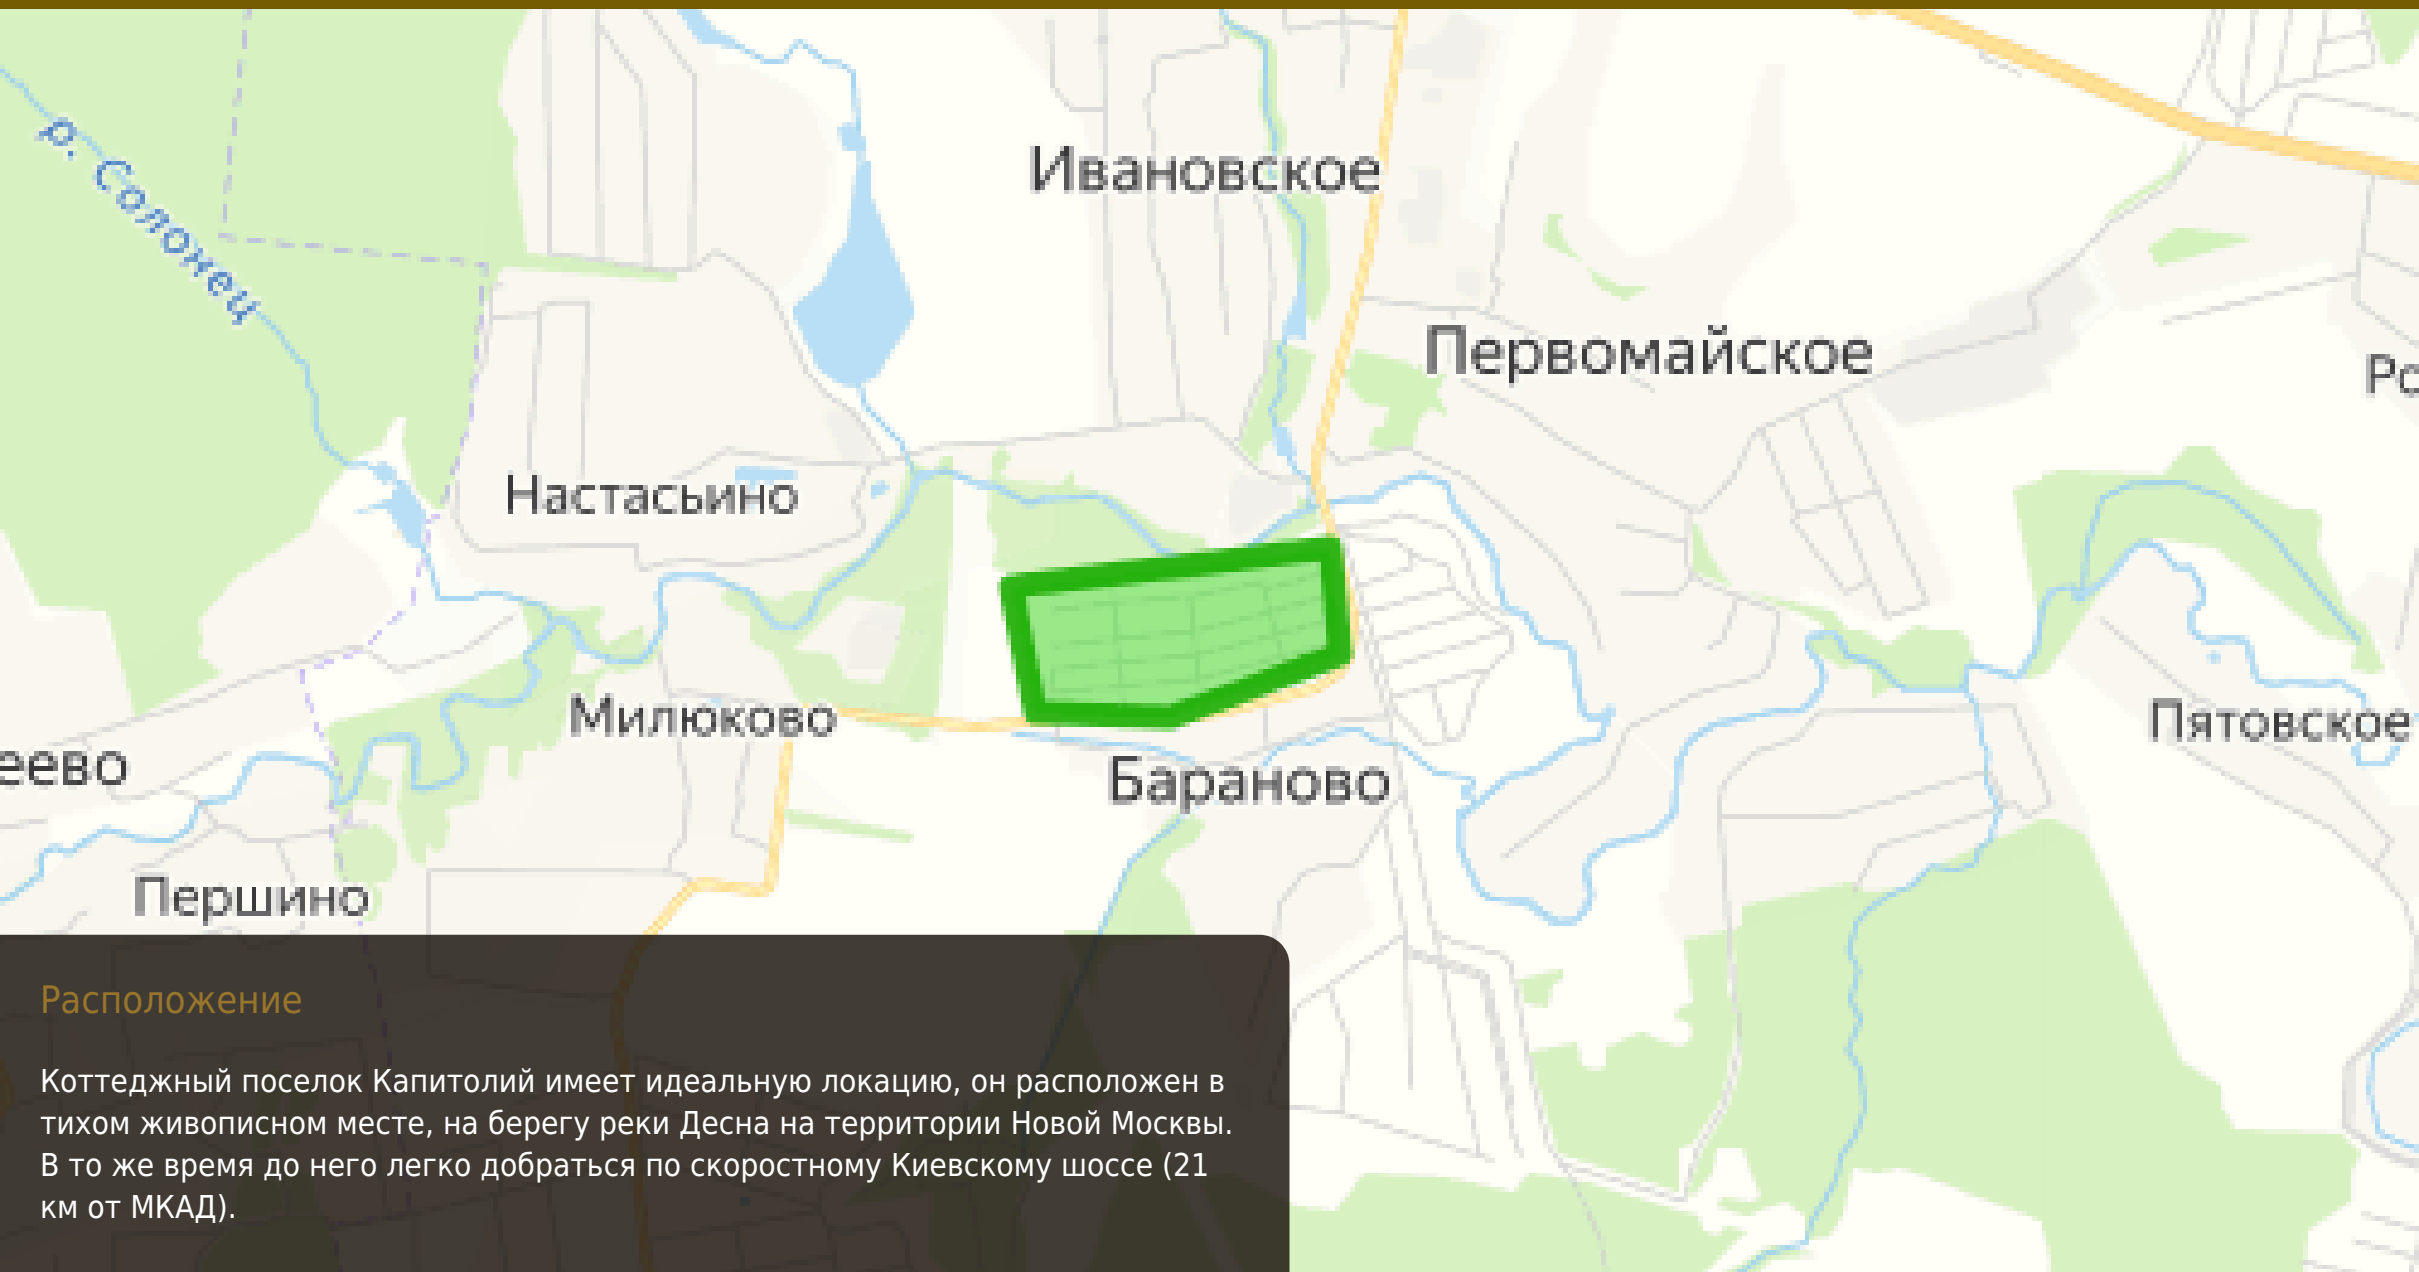 р. Соложец
Ивановское
Первомайское
Настасьино
Милюково
Пятовское
Бараново
Першино
Расположение
Коттеджный поселок Капитолий имеет идеальную локацию, он расположен в
тихом живописном месте, на берегу реки Десна на территории Новой Москвы.
В то же время до него легко добраться по скоростному Киевскому шоссе (21
км от МКАД).